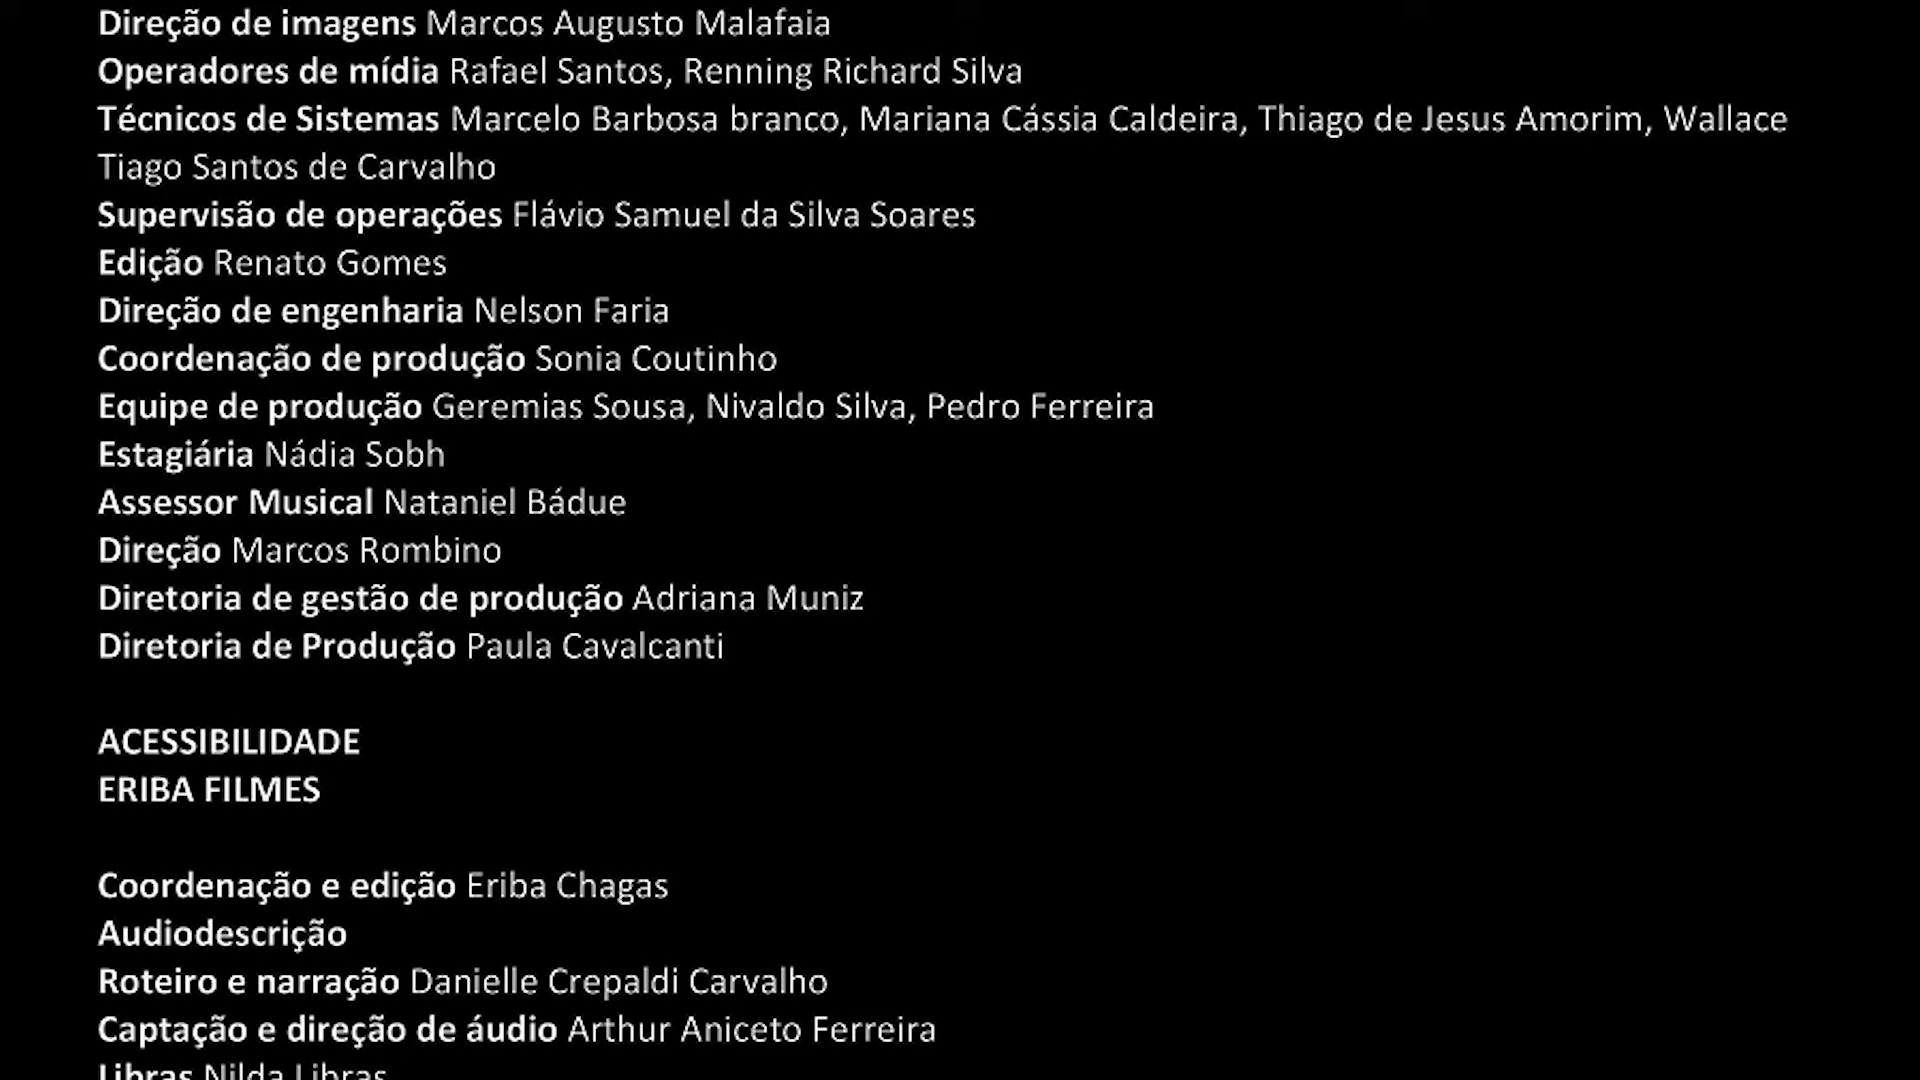 Direção de imagens Marcos Augusto Malafaia
Operadores de mídia Rafael Santos, Renning Richard Silva
Técnicos de Sistemas Marcelo Barbosa branco, Mariana Cássia Caldeira, Thiago de Jesus Amorim, Wallace
Tiago Santos de Carvalho
Supervisão de operações Flávio Samuel da Silva Soares
Edição Renato Gomes
Direção de engenharia Nelson Faria
Coordenação de produção Sonia Coutinho
Equipe de produção Geremias Sousa, Nivaldo Silva, Pedro Ferreira
Estagiária Nádia Sobh
Assessor Musical Nataniel Bádue
Direção Marcos Rombino
Diretoria de gestão de produção Adriana Muniz
Diretoria de Produção Paula Cavalcanti
ACESSIBILIDADE
ERIBA FILMES
Coordenação e edição Eriba Chagas
Audiodescrição
Roteiro e narração Danielle Crepaldi Carvalho
Captação e direção de áudio Arthur Aniceto Ferreira
Libras Nilda Libras